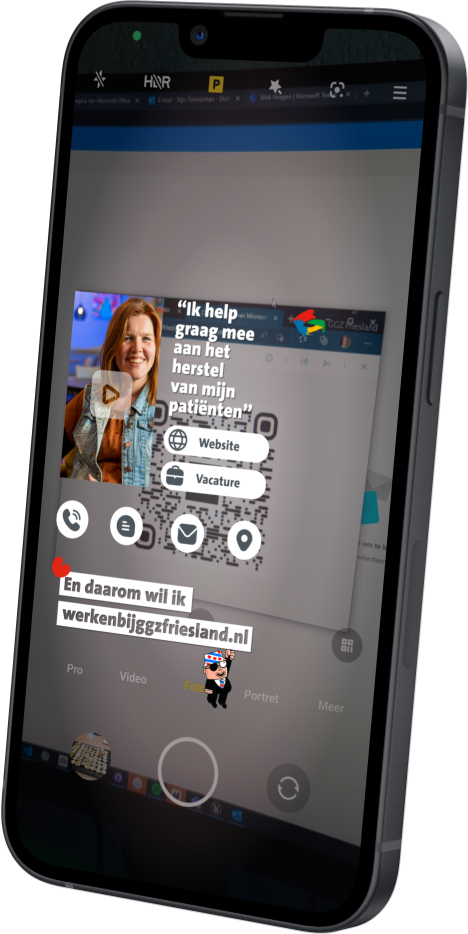 HDR
P
GGZ Friesland
“Ik help
graag mee
aan het
herstel
van mijn
patiënten”
Website
Vacature
En daarom wil ik
werkenbijggzfriesland.nl
Pro
Video
Foto
Portret
Meer